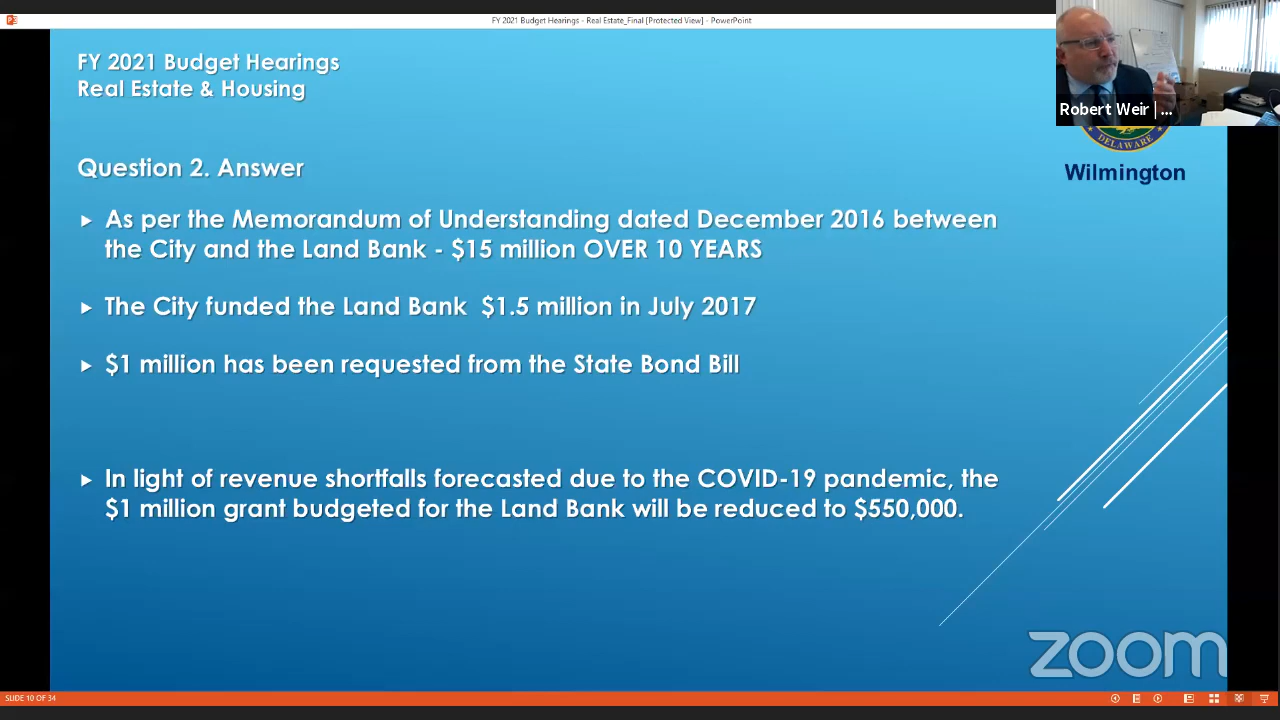 FY 2021 Budget Hearings - Real Estate_Final [Protected View] - PowerPoint
FY 2021 Budget Hearings
Real Estate & Housing
Robert Weir | ...
DELAWARE
Wilmington
Question 2. Answer
As per the Memorandum of Understanding dated December 2016 between
the City and the Land Bank - $15 million OVER 10 YEARS
The City funded the Land Bank  $1.5 million in July 2017
$1 million has been requested from the State Bond Bill
In light of revenue shortfalls forecasted due to the COVID-19 pandemic, the
$1 million grant budgeted for the Land Bank will be reduced to $550,000.
zoom
SLIDE 10 OF 34